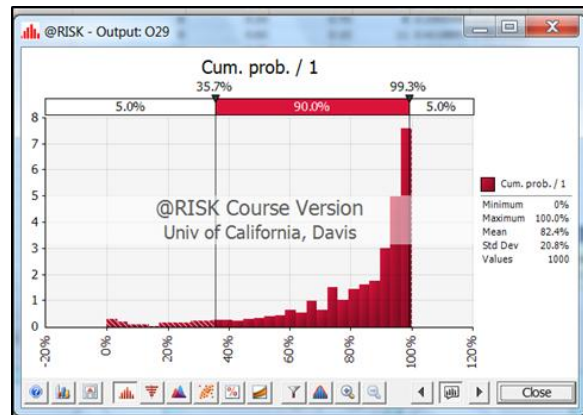 @RISK - Output: O29
Cum. prob. / 1
35.7% 99.3%
5.0% 90.0% 5.0%
8
7
6
5
4
3
2
1
0
@RISK Course Version
Univ of California, Davis
-20% 0% 20% 40% 60% 80% 100% 120%
Cum. prob. / 1
Minimum 0%
Maximum 100.0%
Mean 82.4%
Std Dev 20.8%
Values 1000
Close